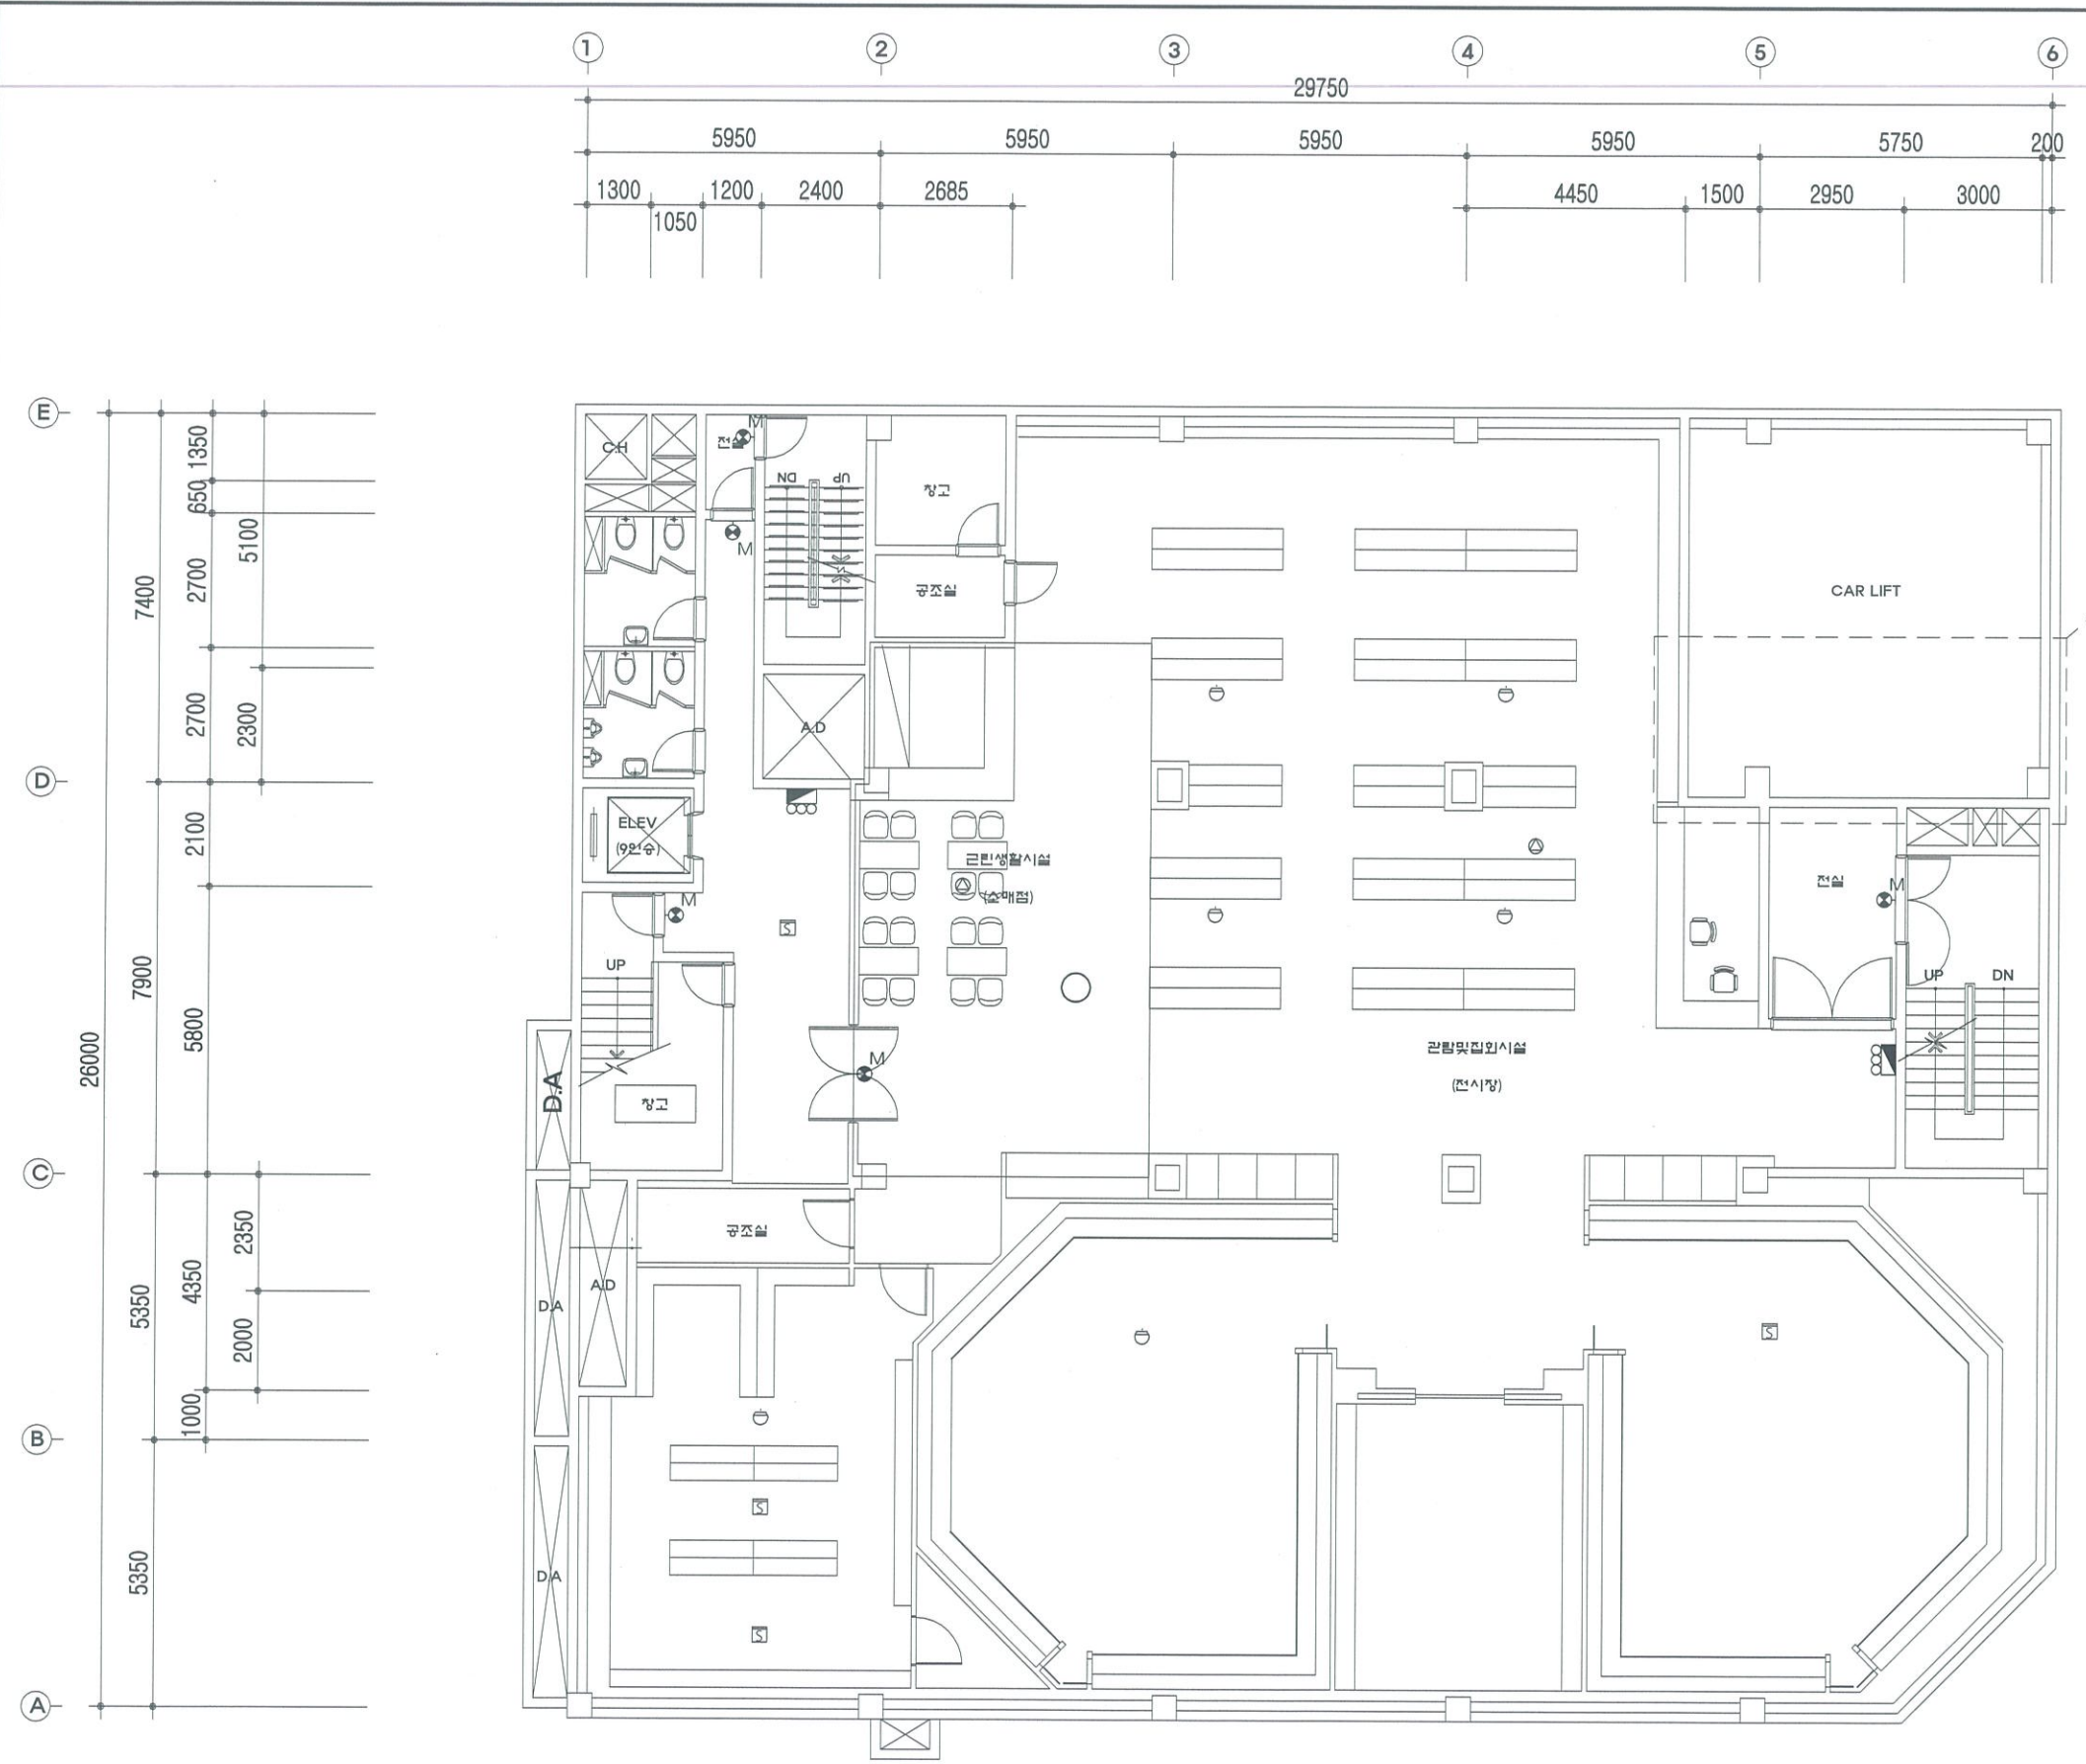 1
2
3
4
5
6
29750
5950
5950
5950
5950
5750
200
1300
1050
1200
2400
2685
4450
1500
2950
3000
E
D
C
B
A
26000
7400
7900
5350
5350
1350
650
2700
2700
2100
5800
4350
1000
5100
2300
2350
2000
C.H
전실
M
M
DN
UP
창고
공조실
CAR LIFT
A.D
ELEV
(9인승)
M
근린생활시설
(소매점)
전실
M
UP
UP
DN
D.A
창고
M
관람및집회시설
(전시장)
공조실
A.D
D.A
S
S
S
S
D.A